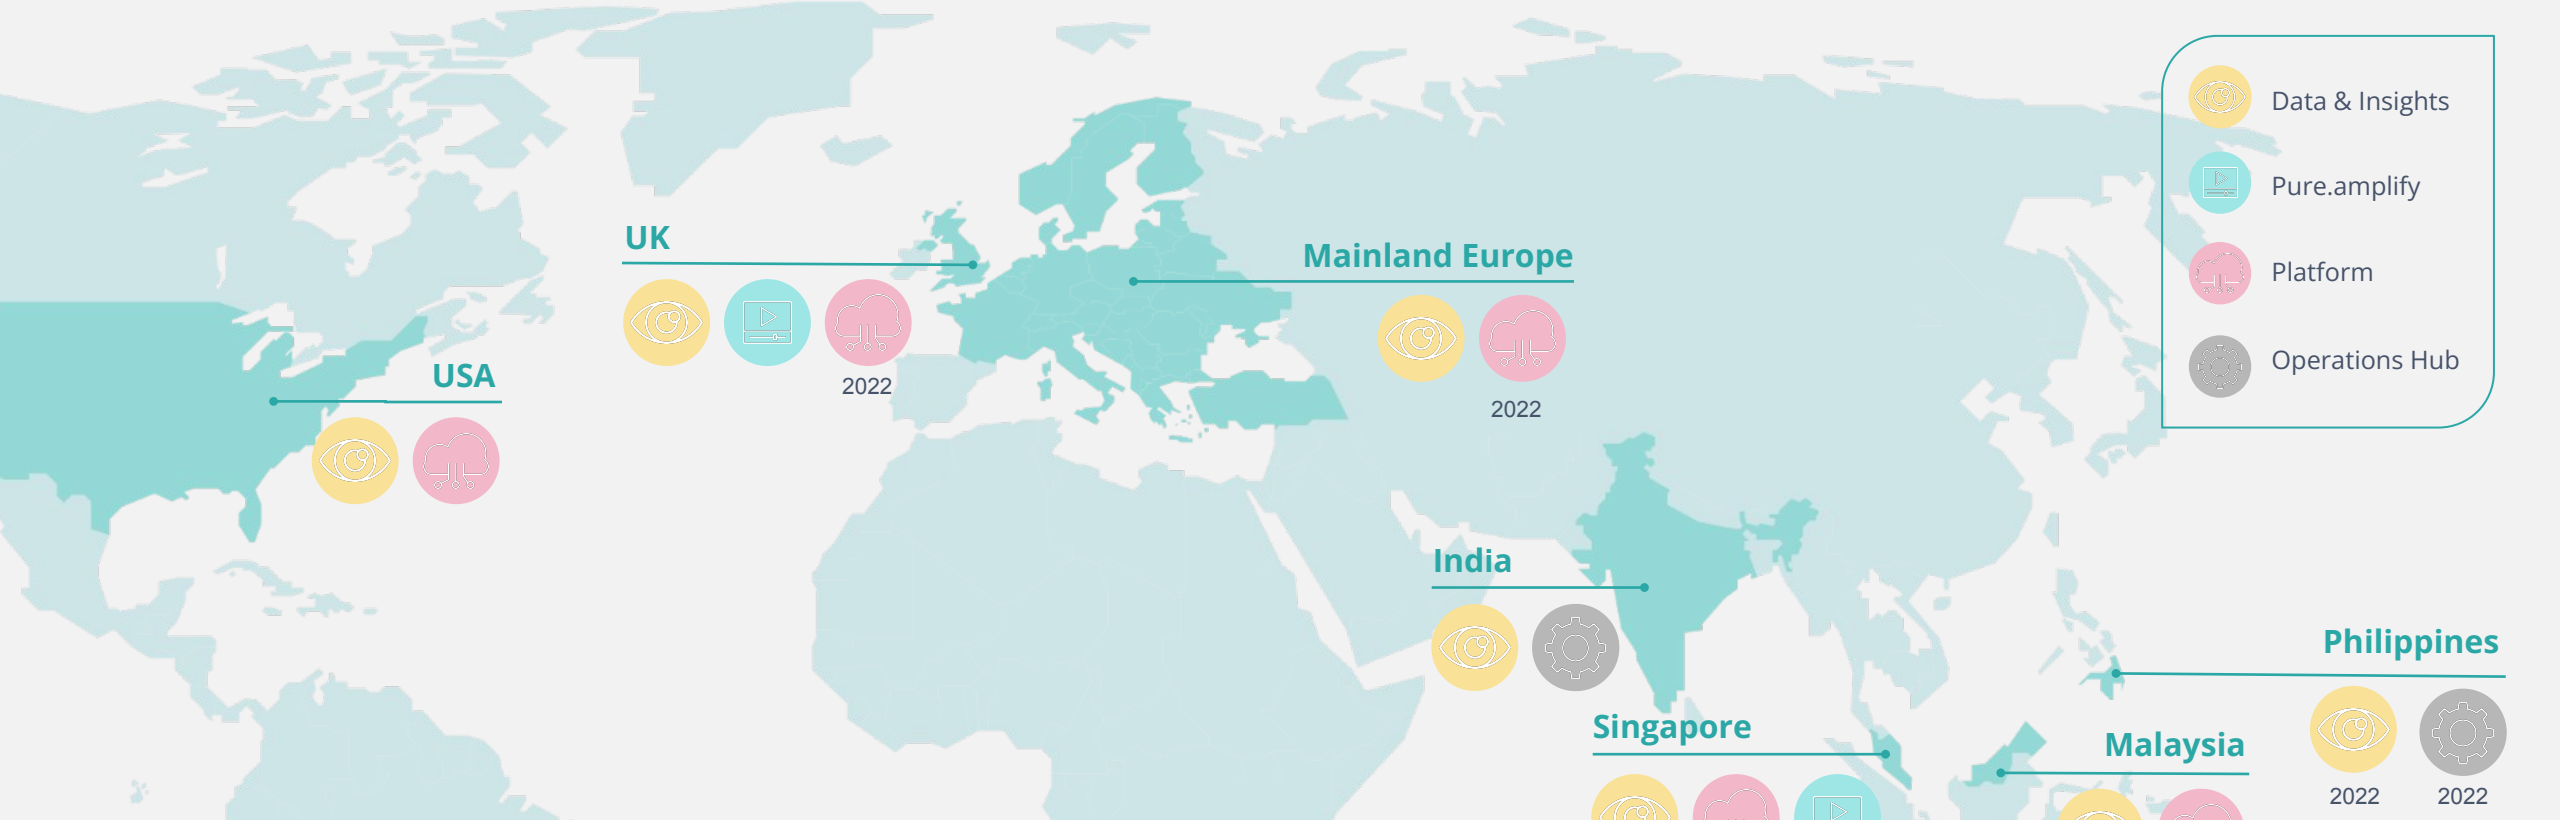 Data & Insights
Pure.amplify
Platform
Operations Hub
UK
2022
Mainland Europe
2022
USA
India
Philippines
2022
2022
Singapore
Malaysia